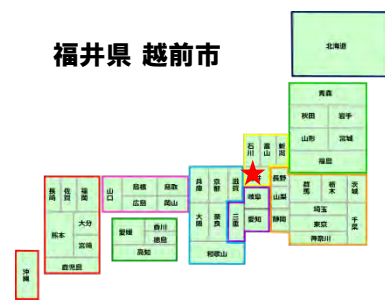 福井県 越前市
北海道
青森
秋田 岩手
山形 宮城
福島
石川 富山 新潟
長野
岐阜 山梨
愛知 静岡
群馬 栃木 茨城
埼玉
東京 千葉
神奈川
兵庫 京都 滋賀
大阪 奈良 三重
和歌山
山口 島根 鳥取
広島 岡山
愛媛 香川
徳島
高知
長崎 佐賀 福岡
熊本 大分
宮崎
鹿児島
沖縄